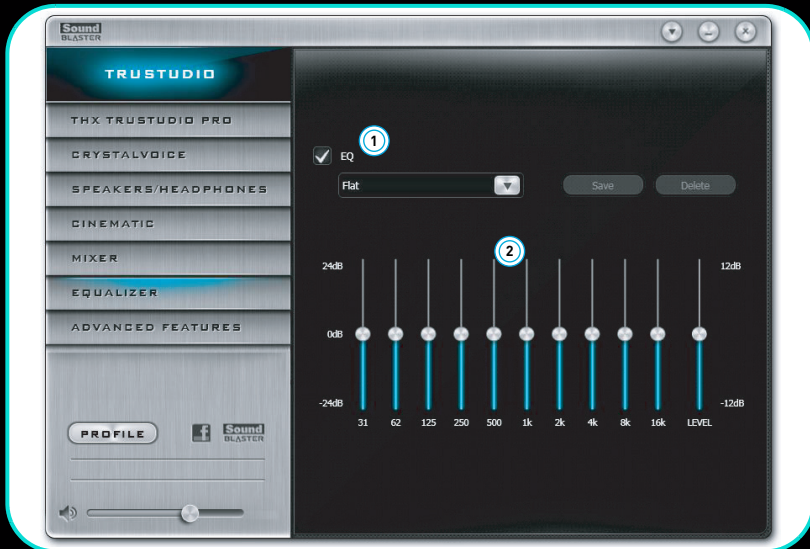 Sound
BLASTER
TRUSTUDIO
THX TRUSTUDIO PRO
CRYSTALVOICE
SPEAKERS/HEADPHONES
CINEMATIC
MIXER
EQUALIZER
ADVANCED FEATURES
PROFILE
f Sound
BLASTER
1
EQ
Flat Save Delete
2
24dB 12dB
0dB
-24dB -12dB
31 62 125 250 500 1k 2k 4k 8k 16k LEVEL